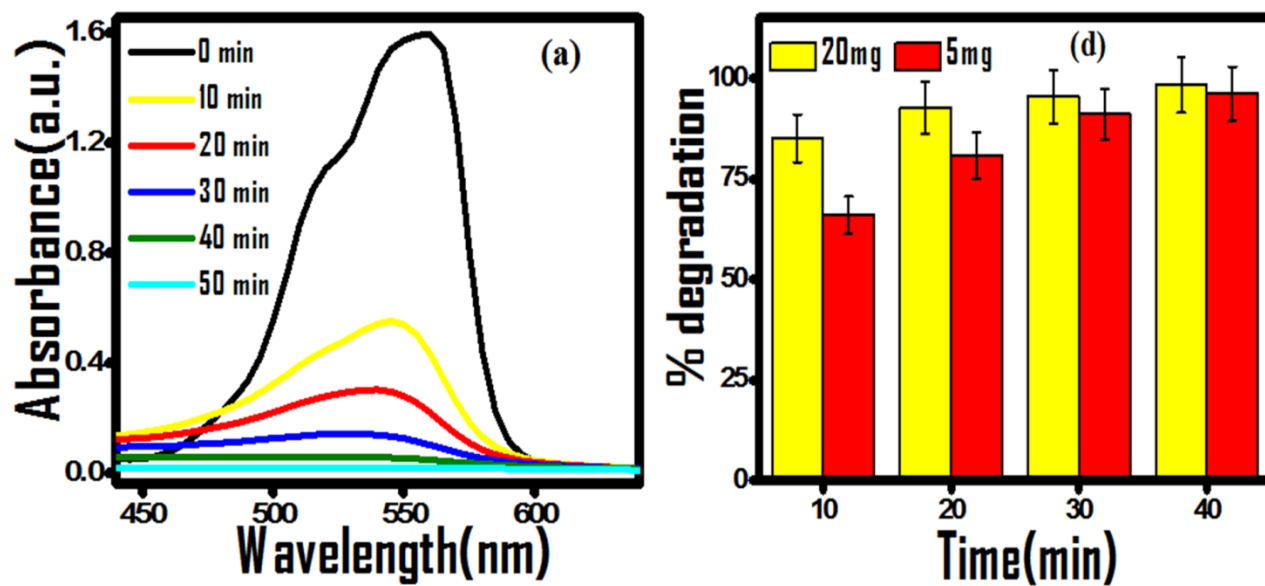 (a)
0 min
10 min
20 min
30 min
40 min
50 min
1.6
1.2
0.8
0.4
0.0
Absorbance(a.u.)
450 500 550 600
Wavelength(nm)
(d)
20mg 5mg
100
75
50
25
0
% degradation
10 20 30 40
Time(min)